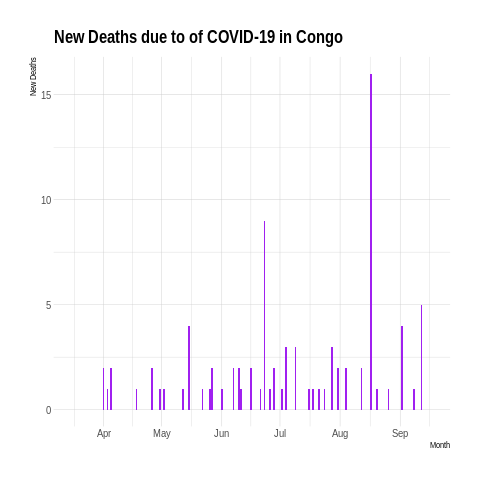 New Deaths due to of COVID-19 in Congo
New Deaths
15
10
5
0
Apr May Jun Jul Aug Sep
Month